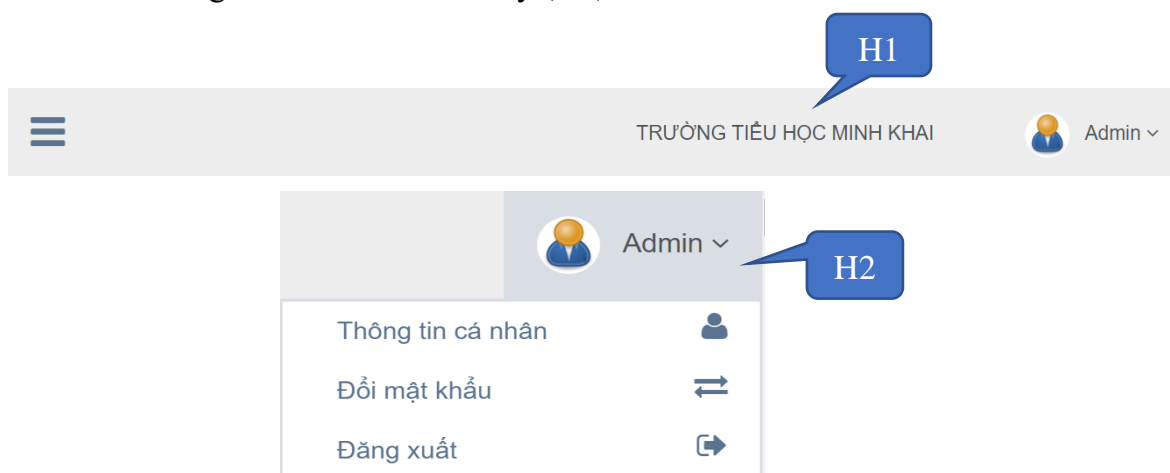 H1
TRƯỜNG TIỂU HỌC MINH KHAI
Admin
Admin
H2
Thông tin cá nhân
Đổi mật khẩu
Đăng xuất